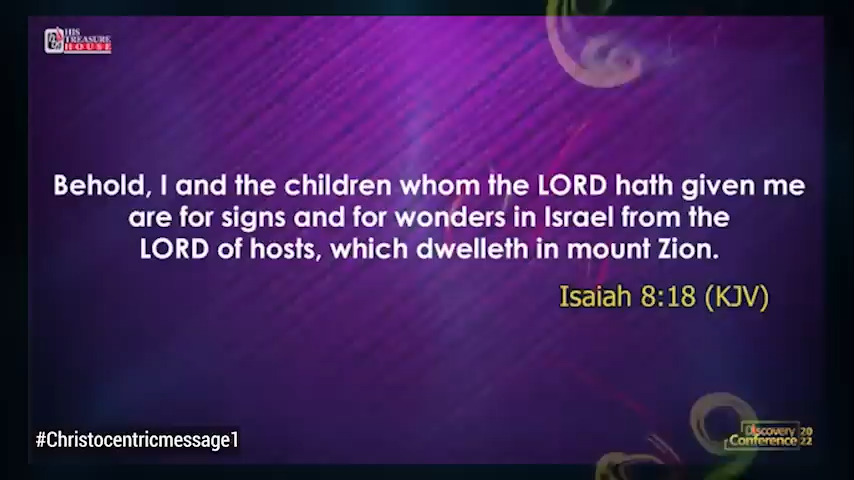 HIS
TREASURE
HOUSE
Behold, I and the children whom the LORD hath given me
are for signs and for wonders in Israel from the
LORD of hosts, which dwelleth in mount Zion.
Isaiah 8:18 (KJV)
#Christocentricmessage1
Discovery 20
Conference 22